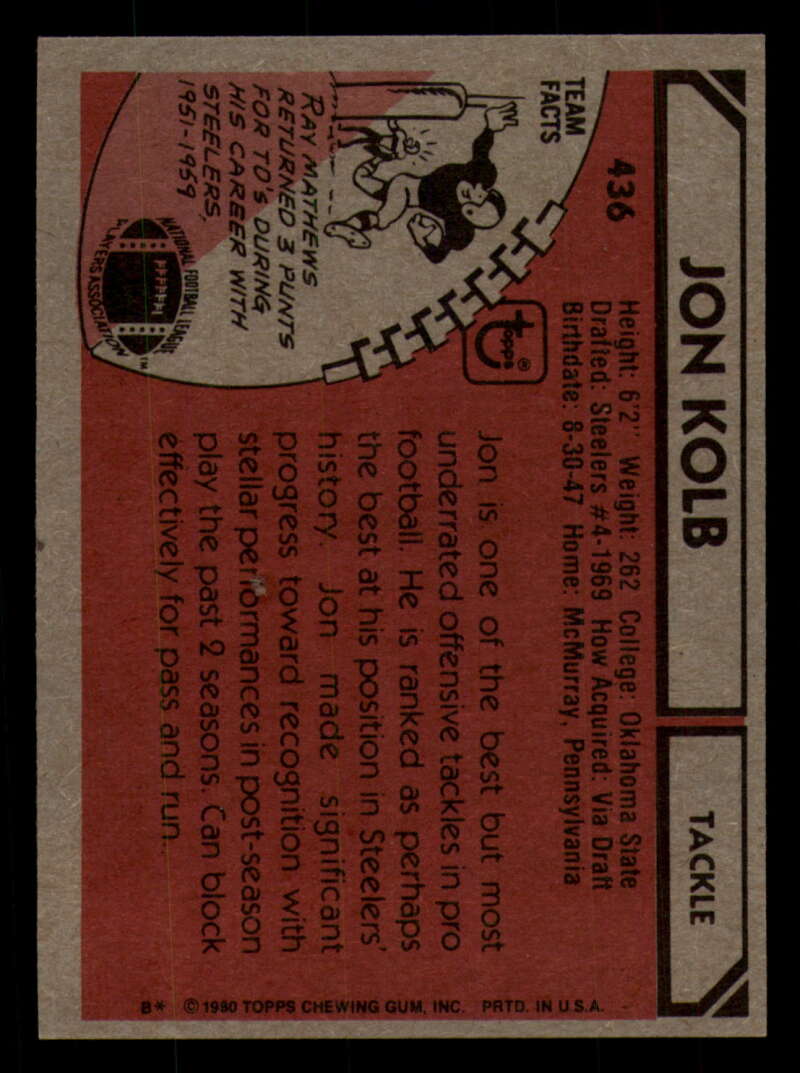 JON KOLB
TACKLE
436
Height: 6'2" Weight: 262 College: Oklahoma State
Drafted: Steelers #4-1969 How Acquired: Via Draft
Birthdate: 8-30-47 Home: McMurray, Pennsylvania
TEAM
FACTS
RAY MATHEWS
RETURNED 3 PUNTS
FOR TD'S DURING
HIS CAREER WITH
STEELERS,
1951-1959
topps®
NATIONAL FOOTBALL LEAGUE
PLAYERS ASSOCIATION
TM
Jon is one of the best but most
underrated offensive tackles in pro
football. He is ranked as perhaps
the best at his position in Steelers'
history. Jon made significant
progress toward recognition with
stellar performances in post-season
play the past 2 seasons. Can block
effectively for pass and run.
B* © 1980 TOPPS CHEWING GUM, INC. PRTD. IN U.S.A.